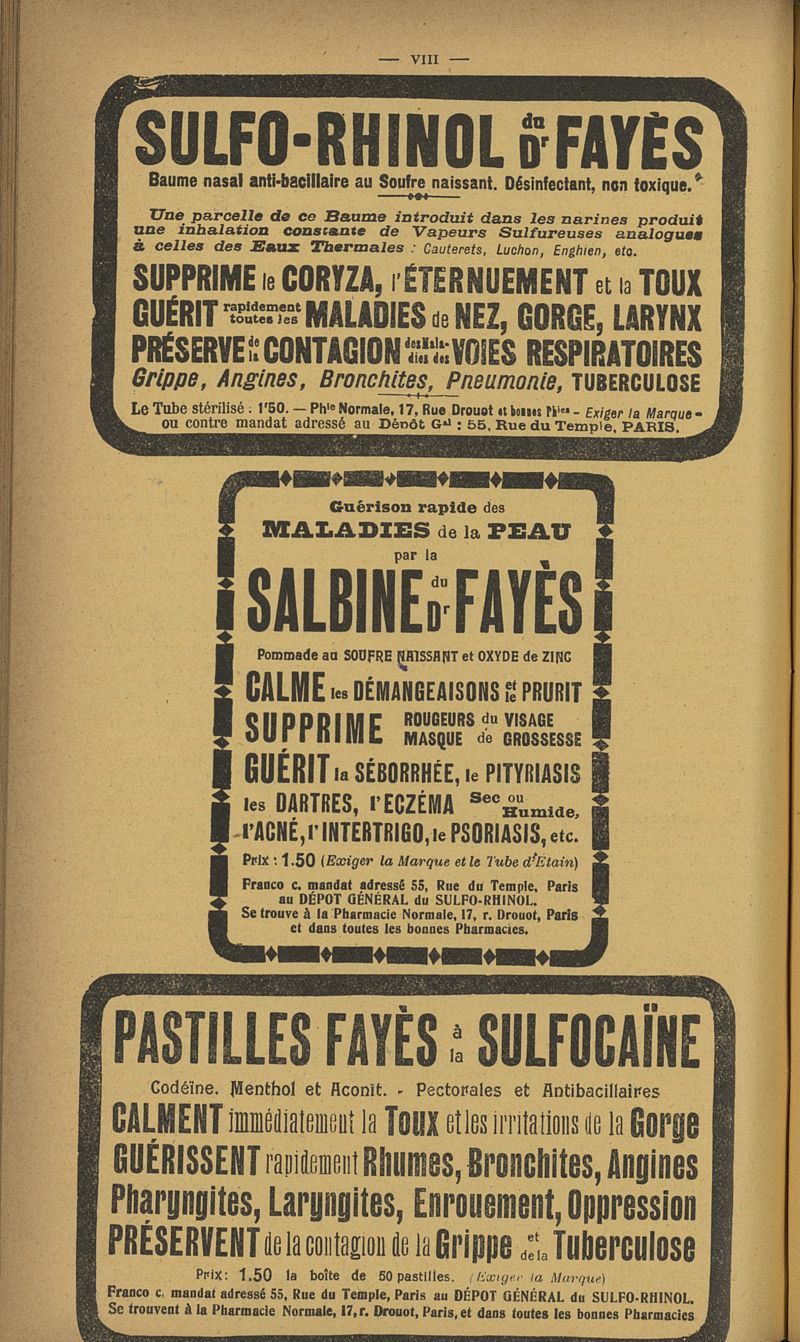 — VIII —
SULFO-RHINOL du Dr FAYÈS
Baume nasal anti-bacillaire au Soufre naissant. Désinfectant, non toxique.
Une parcelle de ce Baume introduit dans les narines produit
une inhalation constante de Vapeurs Sulfureuses analogues
à celles des Eaux Thermales : Cauterets, Luchon, Enghien, etc.
SUPPRIME le CORYZA, l'ÉTERNUEMENT et la TOUX
GUÉRIT rapidement toutes les MALADIES de NEZ, GORGE, LARYNX
PRÉSERVE de la CONTAGION des Maladies des VOIES RESPIRATOIRES
Grippe, Angines, Bronchites, Pneumonie, TUBERCULOSE
Le Tube stérilisé : 1f50. — Phie Normale, 17, Rue Drouot et bonnes Phies - Exiger la Marque -
ou contre mandat adressé au Dépôt Gal : 55, Rue du Temple, PARIS.
Guérison rapide des
MALADIES de la PEAU
par la
SALBINE du Dr FAYÈS
Pommade au SOUFRE NAISSANT et OXYDE de ZINC
CALME les DÉMANGEAISONS et le PRURIT
SUPPRIME ROUGEURS du VISAGE
MASQUE de GROSSESSE
GUÉRIT la SÉBORRHÉE, le PITYRIASIS
les DARTRES, l'ECZÉMA Sec ou Humide,
l'ACNÉ, l'INTERTRIGO, le PSORIASIS, etc.
Prix : 1.50 (Exiger la Marque et le Tube d'Étain)
Franco c. mandat adressé 55, Rue du Temple, Paris
au DÉPOT GÉNÉRAL du SULFO-RHINOL.
Se trouve à la Pharmacie Normale, 17, r. Drouot, Paris
et dans toutes les bonnes Pharmacies.
PASTILLES FAYÈS à la SULFOCAÏNE
Codéïne. Menthol et Aconit. - Pectorales et Antibacillaires
CALMENT immédiatement la Toux et les irritations de la Gorge
GUÉRISSENT rapidement Rhumes, Bronchites, Angines
Pharyngites, Laryngites, Enrouement, Oppression
PRÉSERVENT de la contagion de la Grippe et de la Tuberculose
Prix : 1.50 la boîte de 50 pastilles. (Exiger la Marque)
Franco c. mandat adressé 55, Rue du Temple, Paris au DÉPOT GÉNÉRAL du SULFO-RHINOL.
Se trouvent à la Pharmacie Normale, 17, r. Drouot, Paris, et dans toutes les bonnes Pharmacies